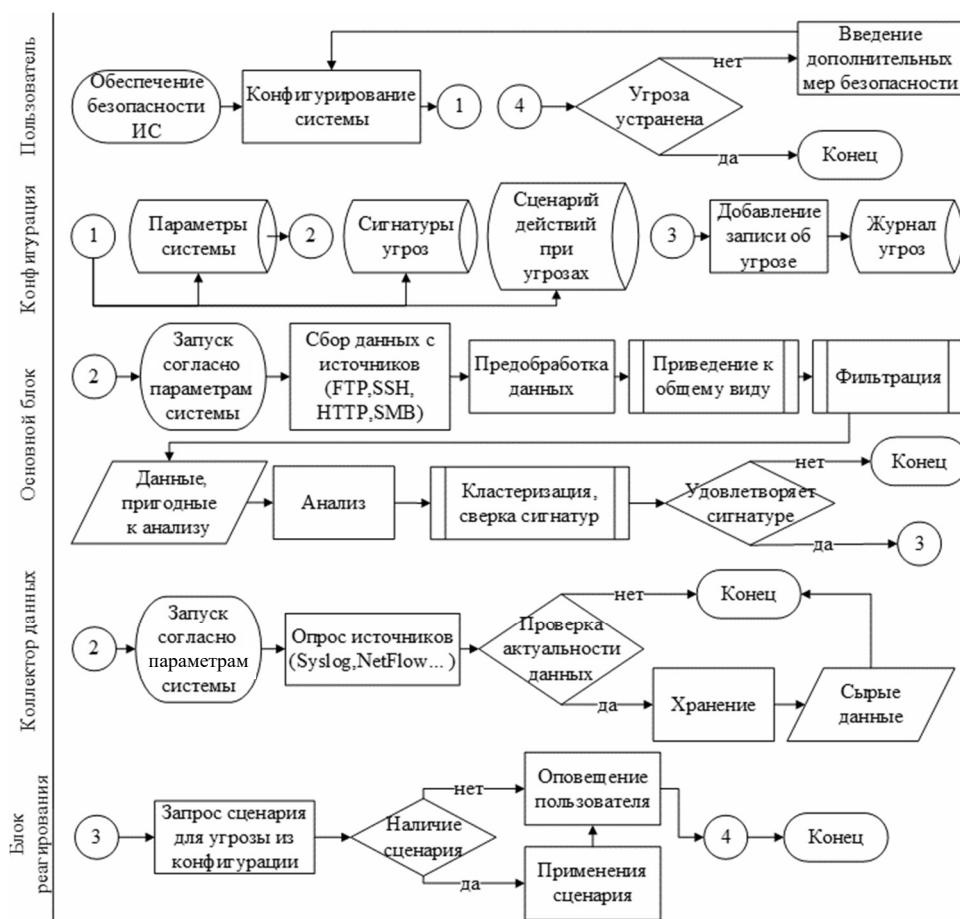 Пользователь
Обеспечение
безопасности
ИС
Конфигурирование
системы
1
4
Угроза
устранена
нет
Введение
дополнительных
мер безопасности
да
Конец
Конфигурация
1
Параметры
системы
2
Сигнатуры
угроз
Сценарий
действий
при
угрозах
3
Добавление
записи об
угрозе
Журнал
угроз
Основной блок
2
Запуск
согласно
параметрам
системы
Сбор данных с
источников
(FTP,SSH,
HTTP,SMB)
Предобработка
данных
Приведение к
общему виду
Фильтрация
Данные,
пригодные
к анализу
Анализ
Кластеризация,
сверка сигнатур
Удовлетворяет
сигнатуре
нет
Конец
да
3
Коллектор данных
2
Запуск
согласно
параметрам
системы
Опрос источников
(Syslog,NetFlow...)
Проверка
актуальности
данных
нет
Конец
да
Хранение
Сырые
данные
Блок
реагирования
3
Запрос сценария
для угрозы из
конфигурации
Наличие
сценария
нет
Оповещение
пользователя
да
Применения
сценария
4
Конец